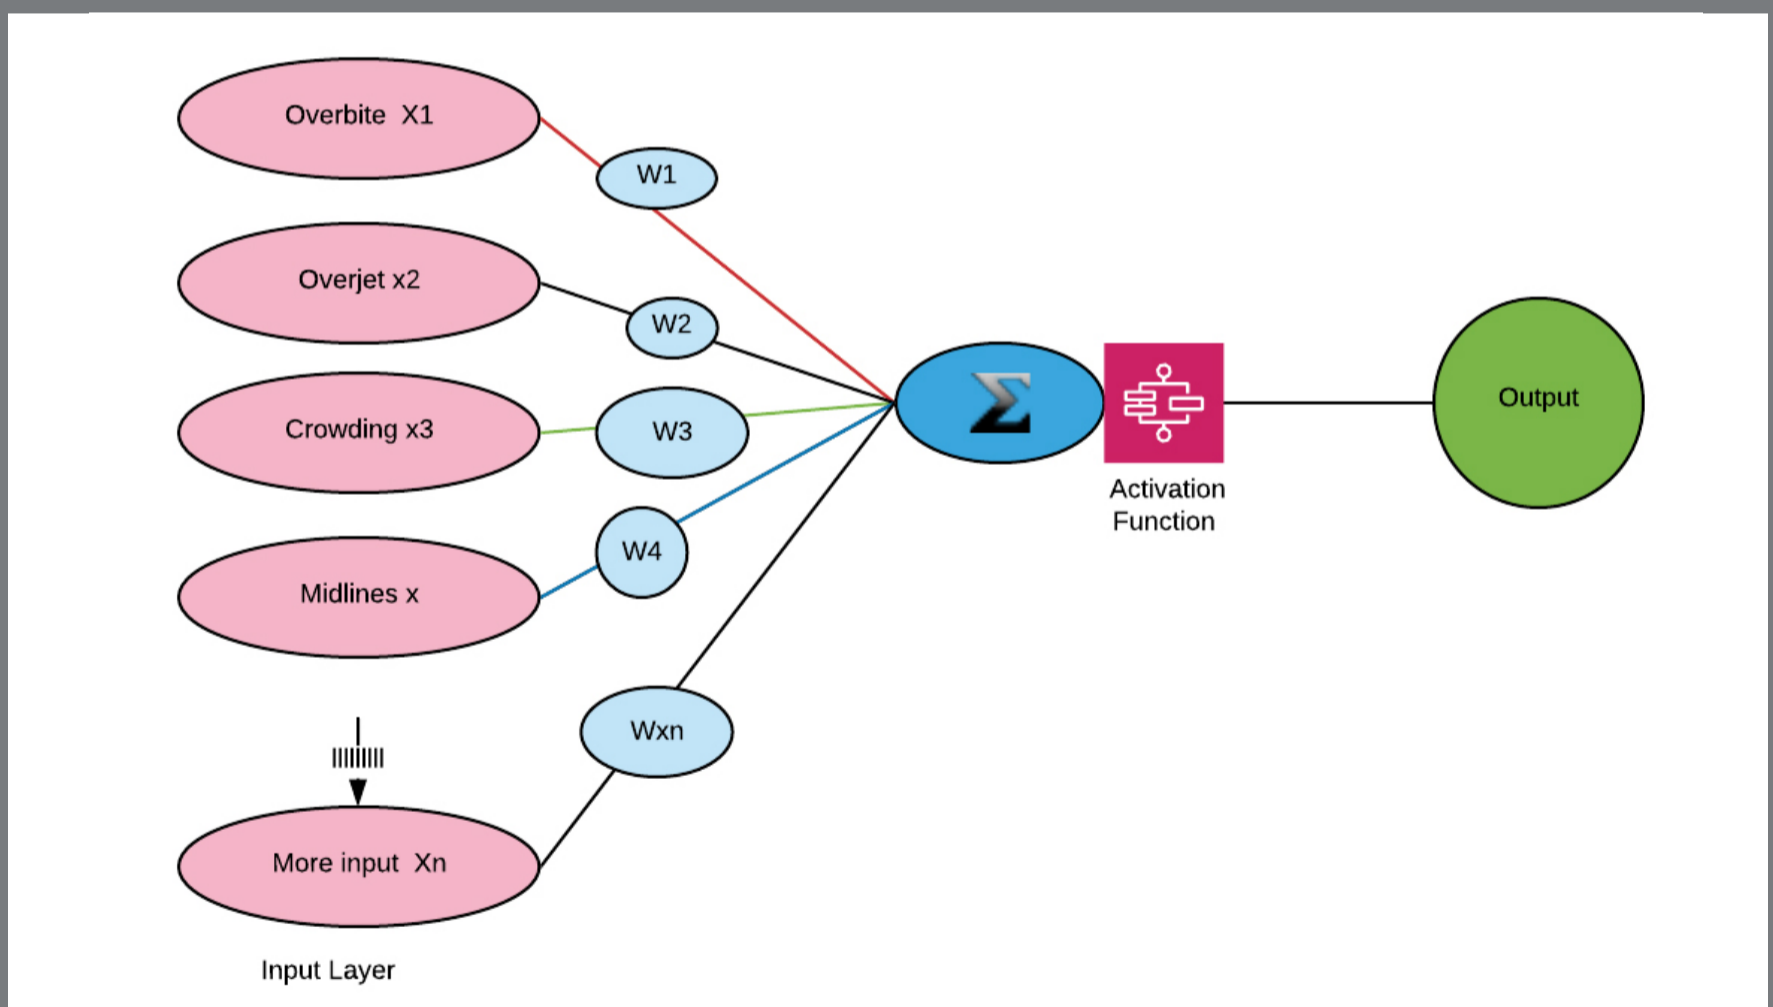 Overbite  X1
W1
Overjet x2
W2
Crowding x3
W3
Midlines x
W4
More input  Xn
Wxn
Input Layer
Σ
Activation
Function
Output